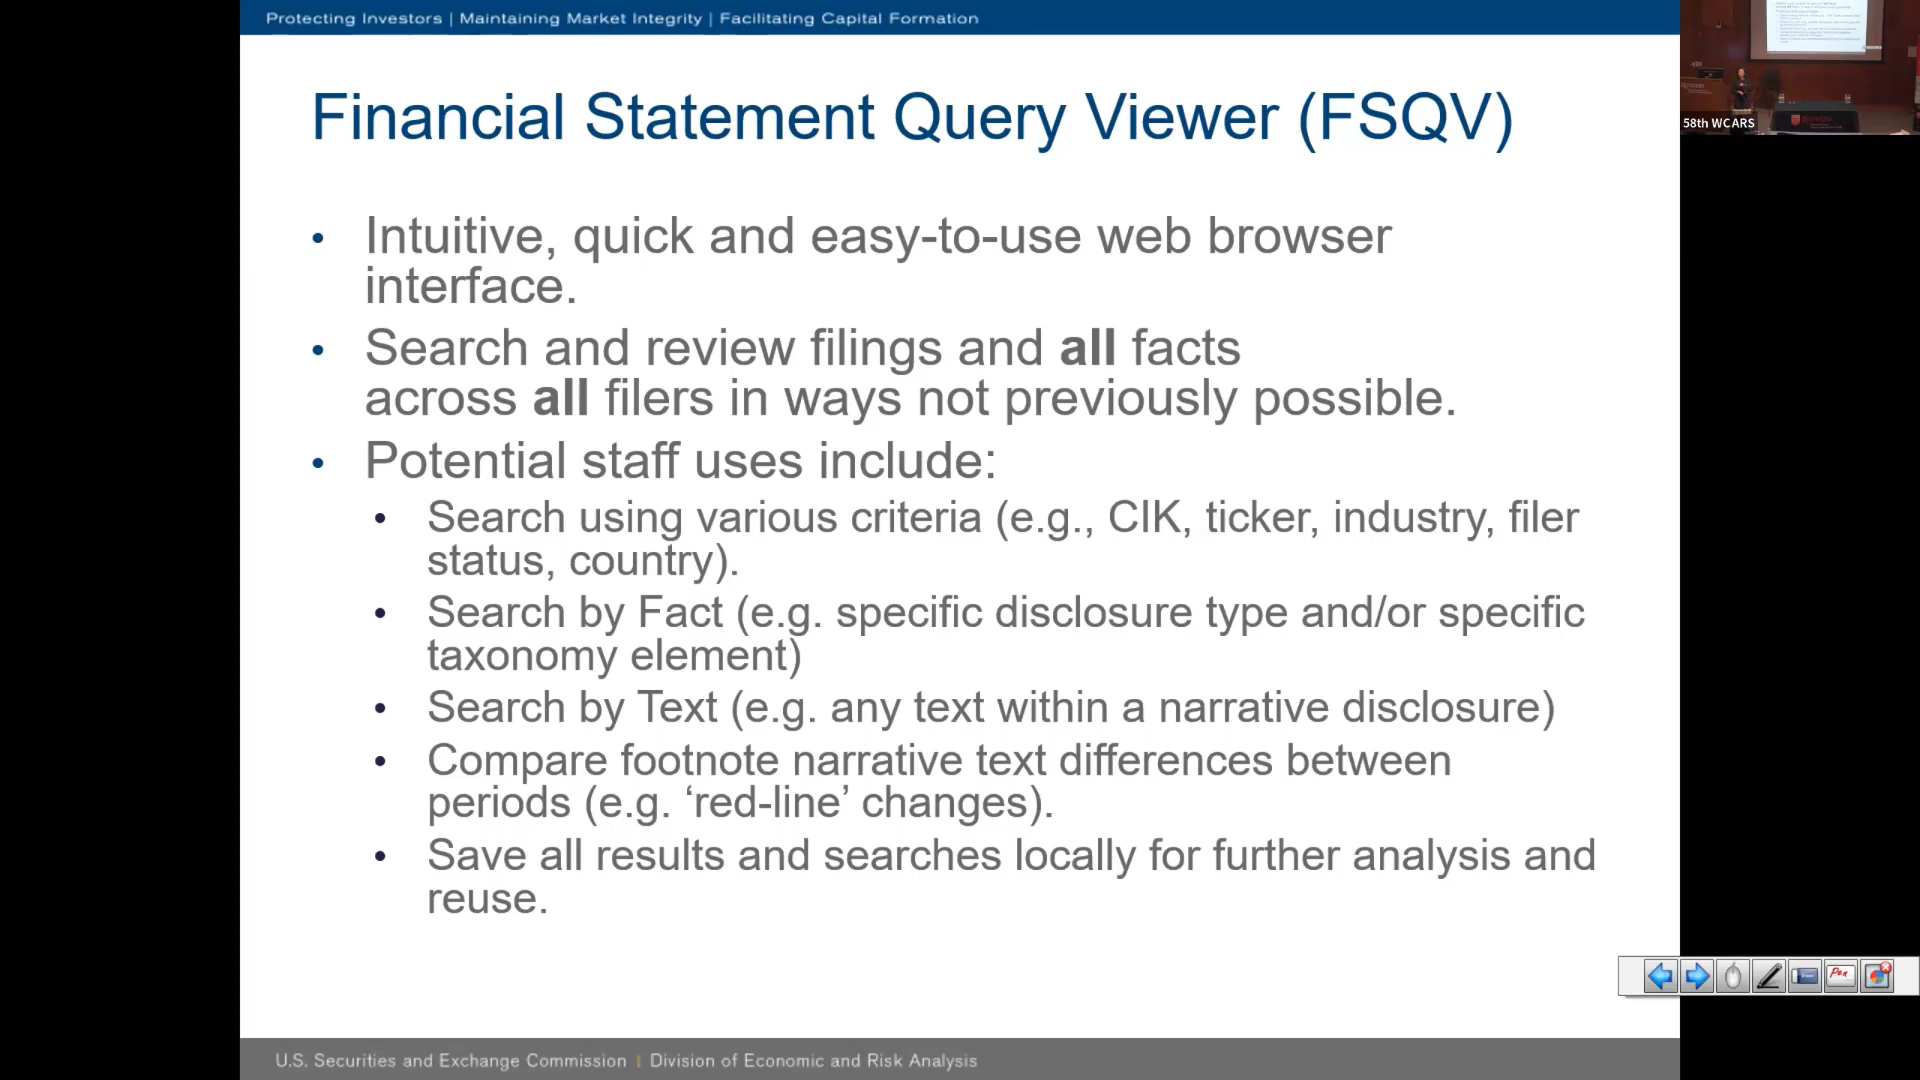 Protecting Investors | Maintaining Market Integrity | Facilitating Capital Formation
58th WCARS
Financial Statement Query Viewer (FSQV)
• Intuitive, quick and easy-to-use web browser
interface.
• Search and review filings and all facts
across all filers in ways not previously possible.
• Potential staff uses include:
• Search using various criteria (e.g., CIK, ticker, industry, filer
status, country).
• Search by Fact (e.g. specific disclosure type and/or specific
taxonomy element)
• Search by Text (e.g. any text within a narrative disclosure)
• Compare footnote narrative text differences between
periods (e.g. ‘red-line’ changes).
• Save all results and searches locally for further analysis and
reuse.
Pen
U.S. Securities and Exchange Commission | Division of Economic and Risk Analysis